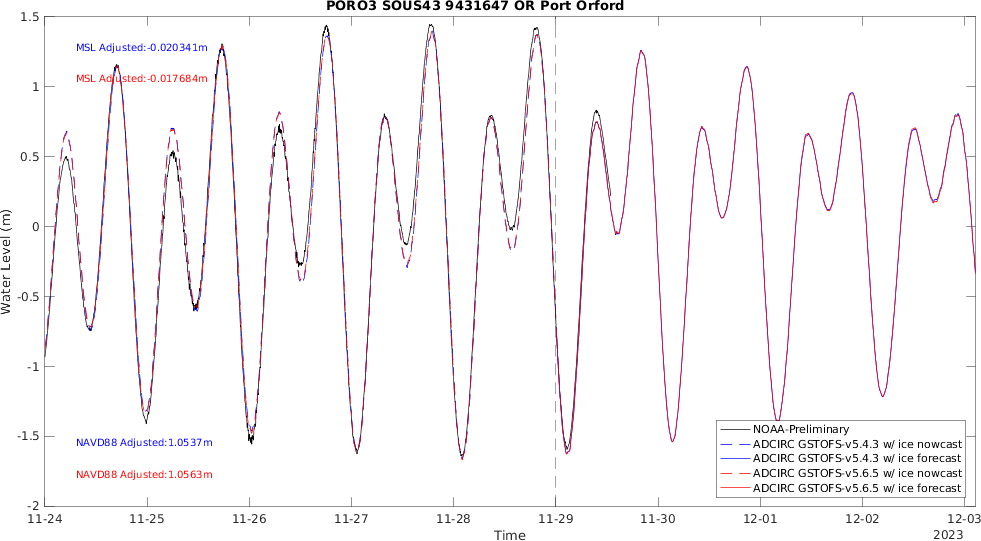 PORO3 SOUS43 9431647 OR Port Orford
1.5
1
0.5
0
-0.5
-1
-1.5
-2
Water Level (m)
MSL Adjusted:-0.020341m
MSL Adjusted:-0.017684m
NAVD88 Adjusted:1.0537m
NAVD88 Adjusted:1.0563m
NOAA-Preliminary
ADCIRC GSTOFS-v5.4.3 w/ ice nowcast
ADCIRC GSTOFS-v5.4.3 w/ ice forecast
ADCIRC GSTOFS-v5.6.5 w/ ice nowcast
ADCIRC GSTOFS-v5.6.5 w/ ice forecast
11-24 11-25 11-26 11-27 11-28 11-29 11-30 12-01 12-02 12-03
Time
2023